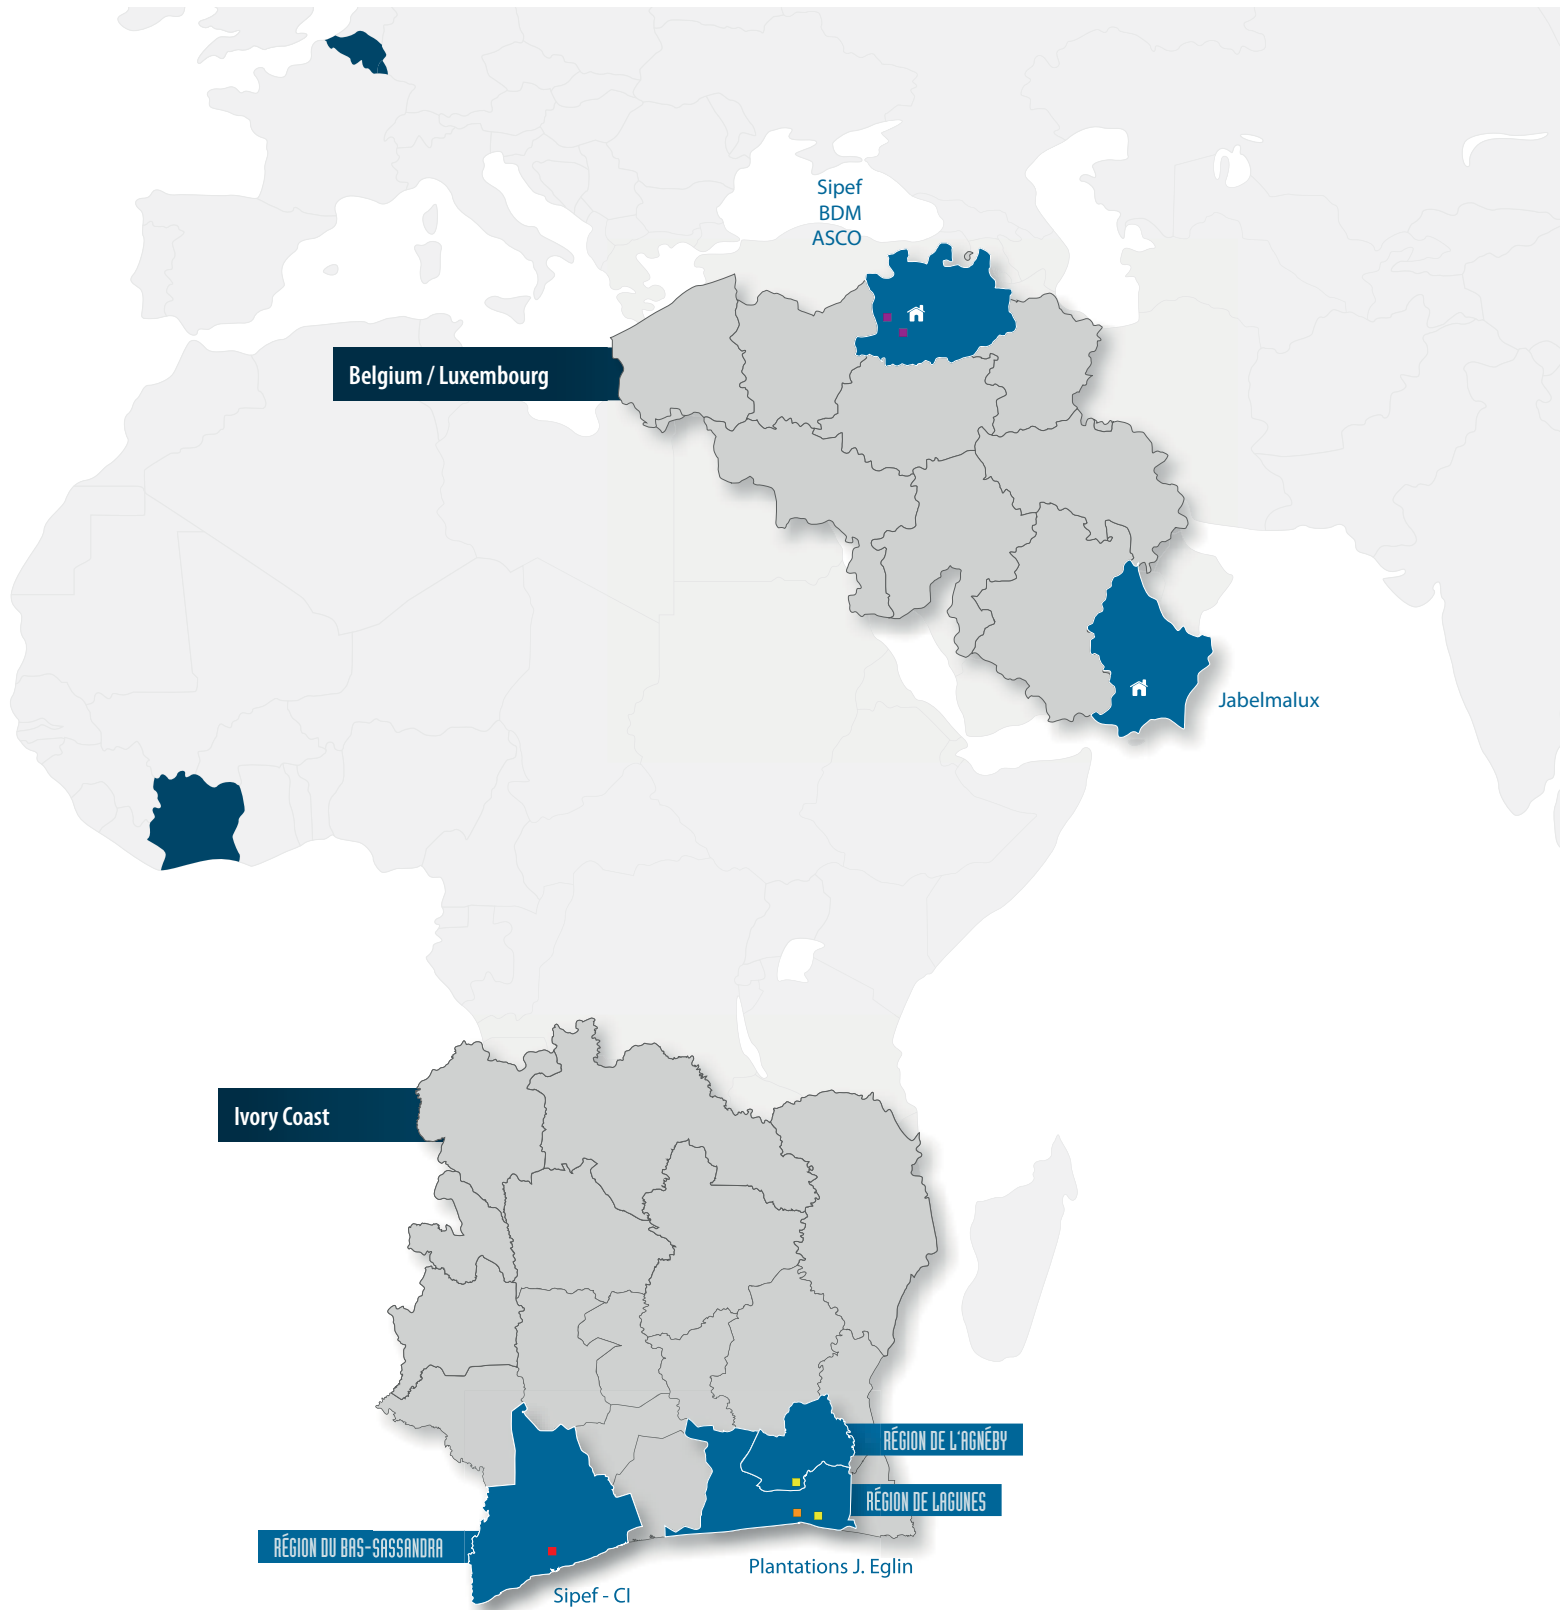 Sipef
BDM
ASCO
Belgium / Luxembourg
Jabelmalux
Ivory Coast
RÉGION DE L'AGNÉBY
RÉGION DE LAGUNES
RÉGION DU BAS-SASSANDRA
Plantations J. Eglin
Sipef - CI